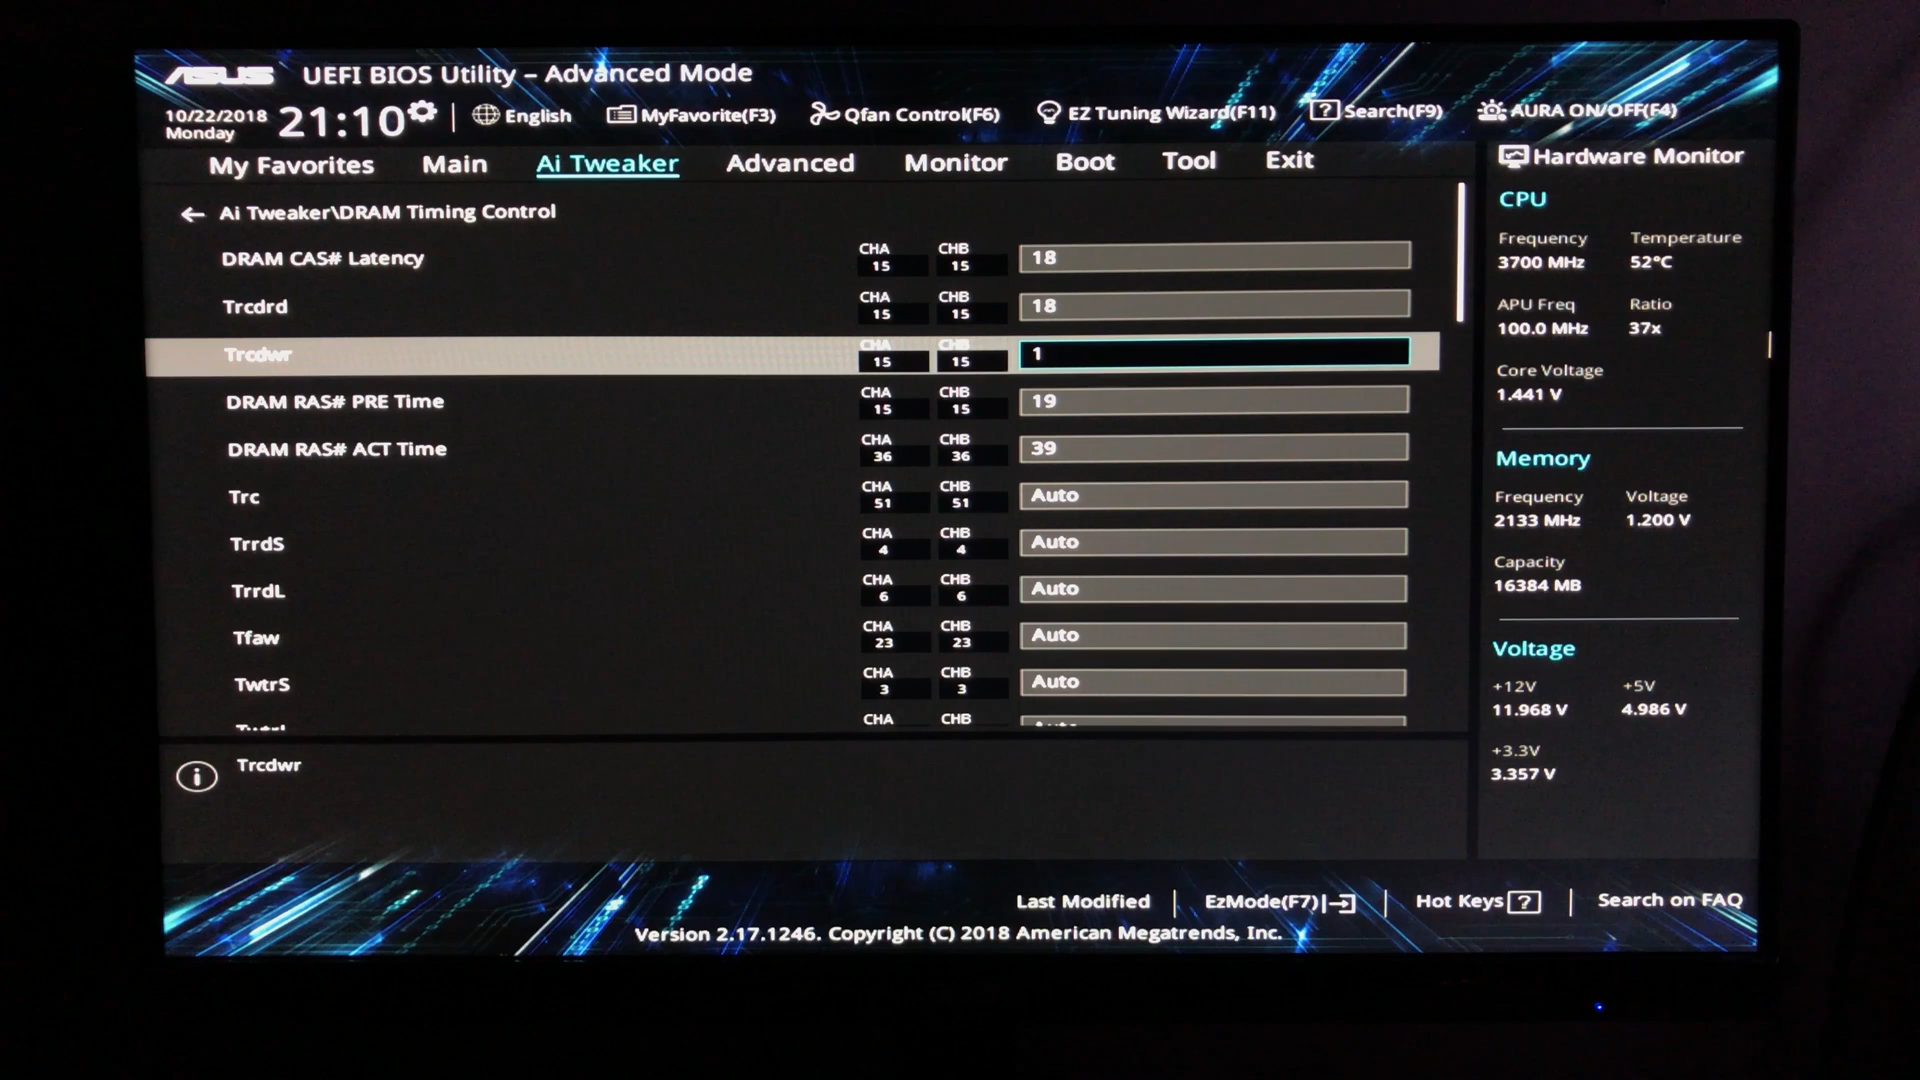 ASUS UEFI BIOS Utility – Advanced Mode
10/22/2018 Monday 21:10 English MyFavorite(F3) Qfan Control(F6) EZ Tuning Wizard(F11) Search(F9) AURA ON/OFF(F4)
My Favorites Main Ai Tweaker Advanced Monitor Boot Tool Exit
← Ai Tweaker\DRAM Timing Control
DRAM CAS# Latency CHA 15 CHB 15 18
Trcdrd CHA 15 CHB 15 18
Trcdwr CHA 15 CHB 15 1
DRAM RAS# PRE Time CHA 15 CHB 15 19
DRAM RAS# ACT Time CHA 36 CHB 36 39
Trc CHA 51 CHB 51 Auto
TrrdS CHA 4 CHB 4 Auto
TrrdL CHA 6 CHB 6 Auto
Tfaw CHA 23 CHB 23 Auto
TwtrS CHA 3 CHB 3 Auto
CHA CHB
Trcdwr
Hardware Monitor
CPU
Frequency Temperature
3700 MHz 52°C
APU Freq Ratio
100.0 MHz 37x
Core Voltage
1.441 V
Memory
Frequency Voltage
2133 MHz 1.200 V
Capacity
16384 MB
Voltage
+12V +5V
11.968 V 4.986 V
+3.3V
3.357 V
Last Modified EzMode(F7) Hot Keys ? Search on FAQ
Version 2.17.1246. Copyright (C) 2018 American Megatrends, Inc.